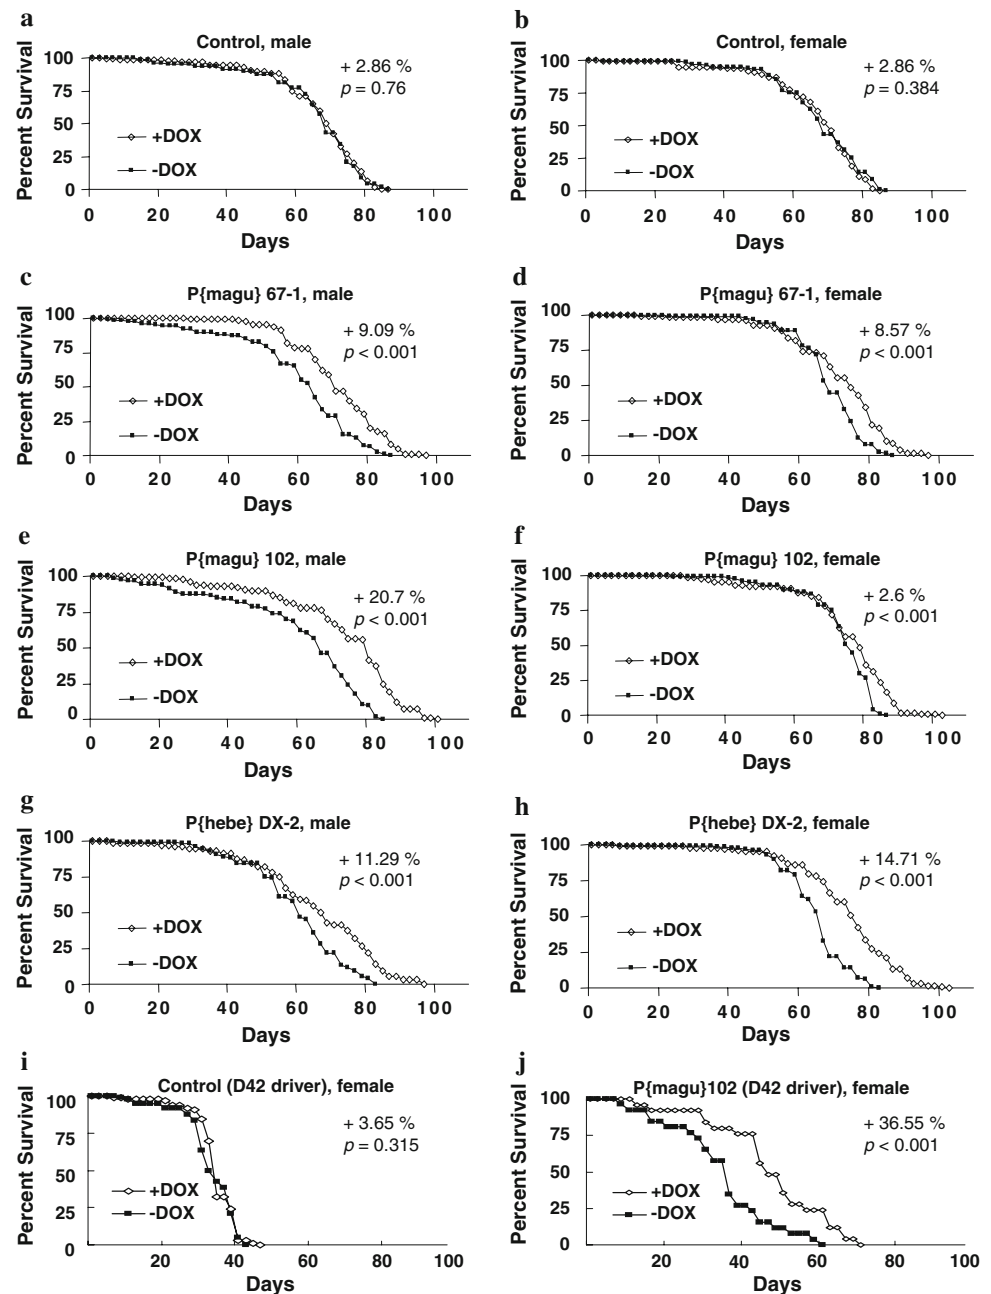 a
Control, male
Percent Survival
100
75
50
25
0
+ 2.86 %
p = 0.76
+DOX
-DOX
0 20 40 60 80 100
Days
b
Control, female
Percent Survival
100
75
50
25
0
+ 2.86 %
p = 0.384
+DOX
-DOX
0 20 40 60 80 100
Days
c
P{magu} 67-1, male
Percent Survival
100
75
50
25
0
+ 9.09 %
p < 0.001
+DOX
-DOX
0 20 40 60 80 100
Days
d
P{magu} 67-1, female
Percent Survival
100
75
50
25
0
+ 8.57 %
p < 0.001
+DOX
-DOX
0 20 40 60 80 100
Days
e
P{magu} 102, male
Percent Survival
100
75
50
25
0
+ 20.7 %
p < 0.001
+DOX
-DOX
0 20 40 60 80 100
Days
f
P{magu} 102, female
Percent Survival
100
75
50
25
0
+ 2.6 %
p < 0.001
+DOX
-DOX
0 20 40 60 80 100
Days
g
P{hebe} DX-2, male
Percent Survival
100
75
50
25
0
+ 11.29 %
p < 0.001
+DOX
-DOX
0 20 40 60 80 100
Days
h
P{hebe} DX-2, female
Percent Survival
100
75
50
25
0
+ 14.71 %
p < 0.001
+DOX
-DOX
0 20 40 60 80 100
Days
i
Control (D42 driver), female
Percent Survival
100
75
50
25
0
+ 3.65 %
p = 0.315
+DOX
-DOX
20 40 60 80 100
Days
j
P{magu}102 (D42 driver), female
Percent Survival
100
75
50
25
0
+ 36.55 %
p < 0.001
+DOX
-DOX
20 40 60 80 100
Days